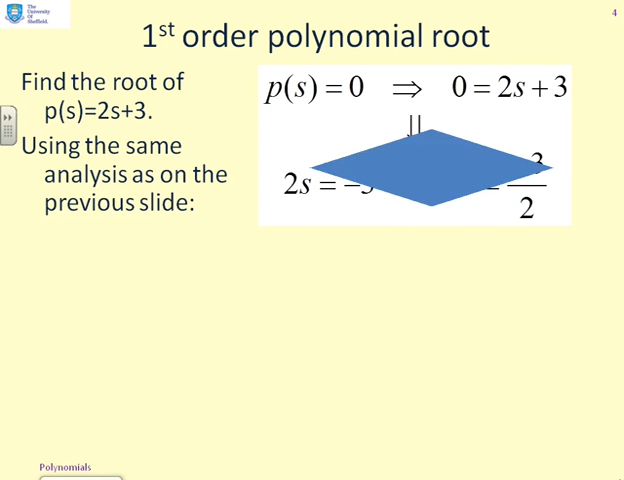 The
University
Of
Sheffield.
4
1st order polynomial root
Find the root of
p(s)=2s+3.
Using the same
analysis as on the
previous slide:
p(s) = 0 ⇒ 0 = 2s + 3
⇓
2s = −3 = 3
2
Polynomials